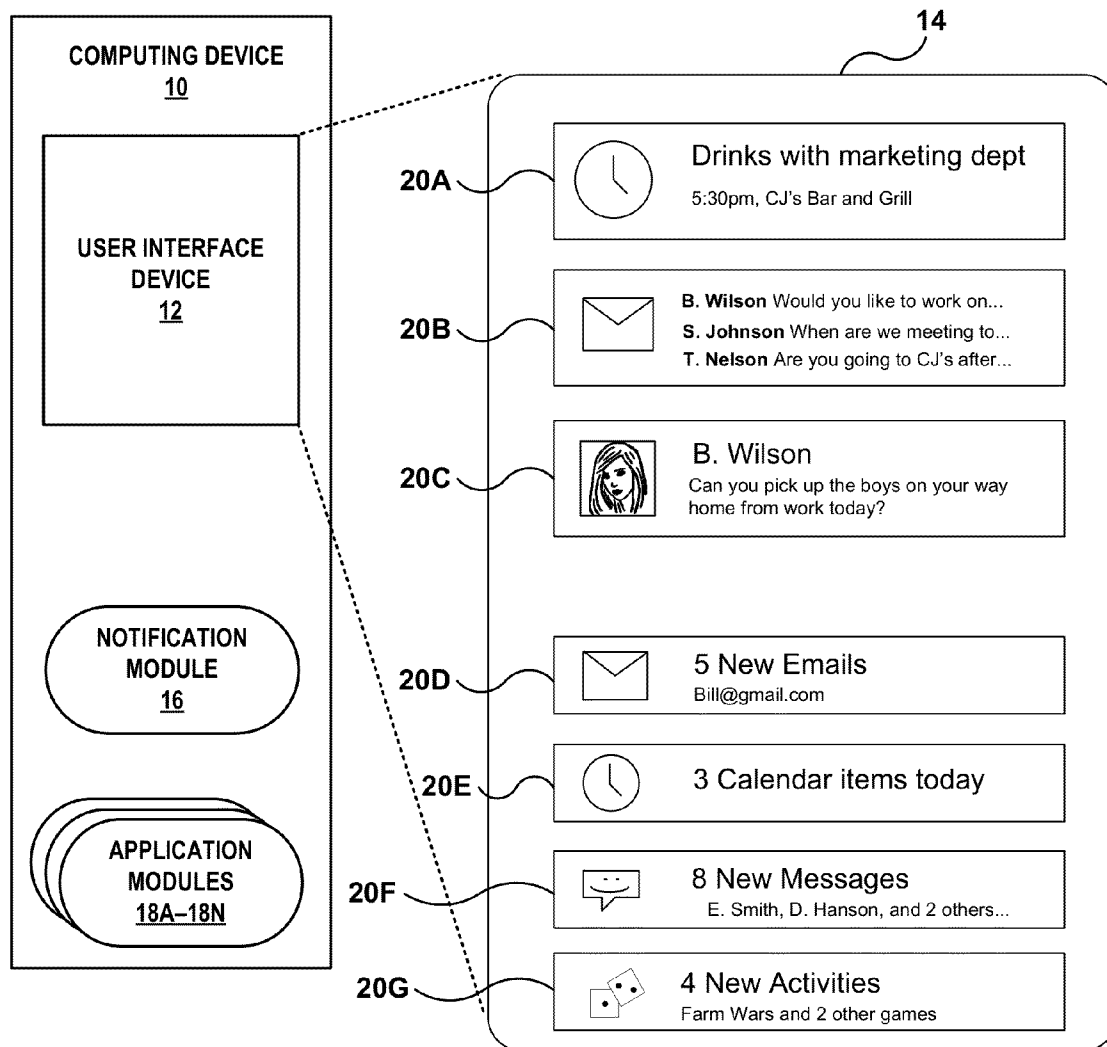 COMPUTING DEVICE
10
USER INTERFACE
DEVICE
12
NOTIFICATION
MODULE
16
APPLICATION
MODULES
18A–18N
14
20A
Drinks with marketing dept
5:30pm, CJ's Bar and Grill
20B
B. Wilson Would you like to work on...
S. Johnson When are we meeting to...
T. Nelson Are you going to CJ's after...
20C
B. Wilson
Can you pick up the boys on your way
home from work today?
20D
5 New Emails
Bill@gmail.com
20E
3 Calendar items today
20F
8 New Messages
E. Smith, D. Hanson, and 2 others...
20G
4 New Activities
Farm Wars and 2 other games